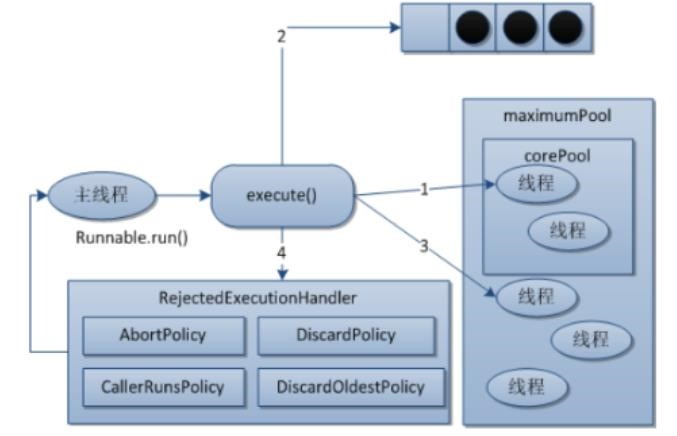 2
maximumPool
corePool
主线程
execute()
1
线程
Runnable.run()
线程
4
3
RejectedExecutionHandler
线程
AbortPolicy
DiscardPolicy
线程
CallerRunsPolicy
DiscardOldestPolicy
线程